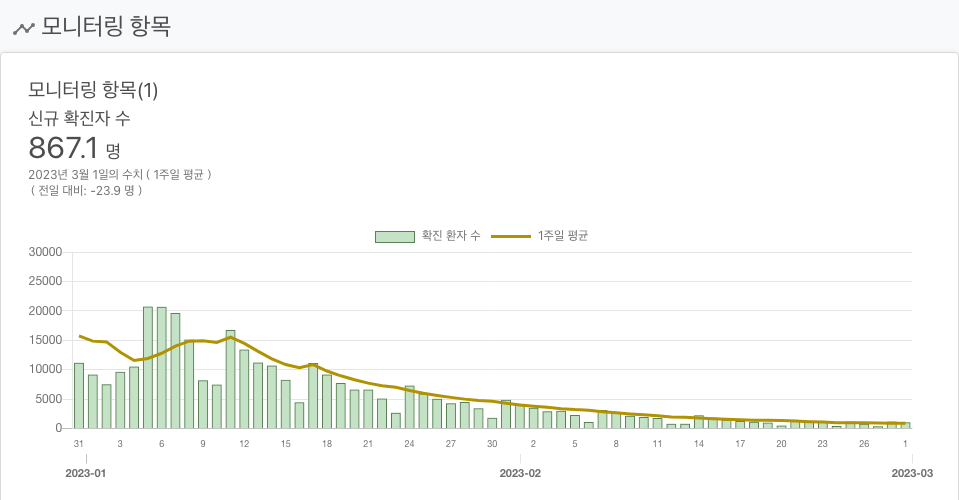 모니터링 항목
모니터링 항목(1)
신규 확진자 수
867.1 명
2023년 3월 1일의 수치 ( 1주일 평균 )
( 전일 대비: -23.9 명 )
확진 환자 수 1주일 평균
30000
25000
20000
15000
10000
5000
0
31 3 6 9 12 15 18 21 24 27 30 2 5 8 11 14 17 20 23 26 1
2023-01 2023-02 2023-03